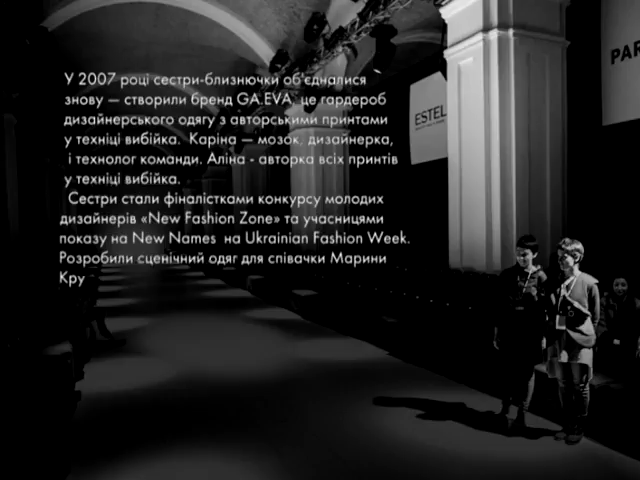 У 2007 році сестри-близнючки об'єдналися
знову — створили бренд GA.EVA, це гардероб
дизайнерського одягу з авторськими принтами
у техніці вибійка. Каріна — мозок, дизайнерка,
і технолог команди. Аліна - авторка всіх принтів
у техніці вибійка.
Сестри стали фіналістками конкурсу молодих
дизайнерів «New Fashion Zone» та учасницями
показу на New Names на Ukrainian Fashion Week.
Розробили сценічний одяг для співачки Марини
Кру
ESTEL
PAR